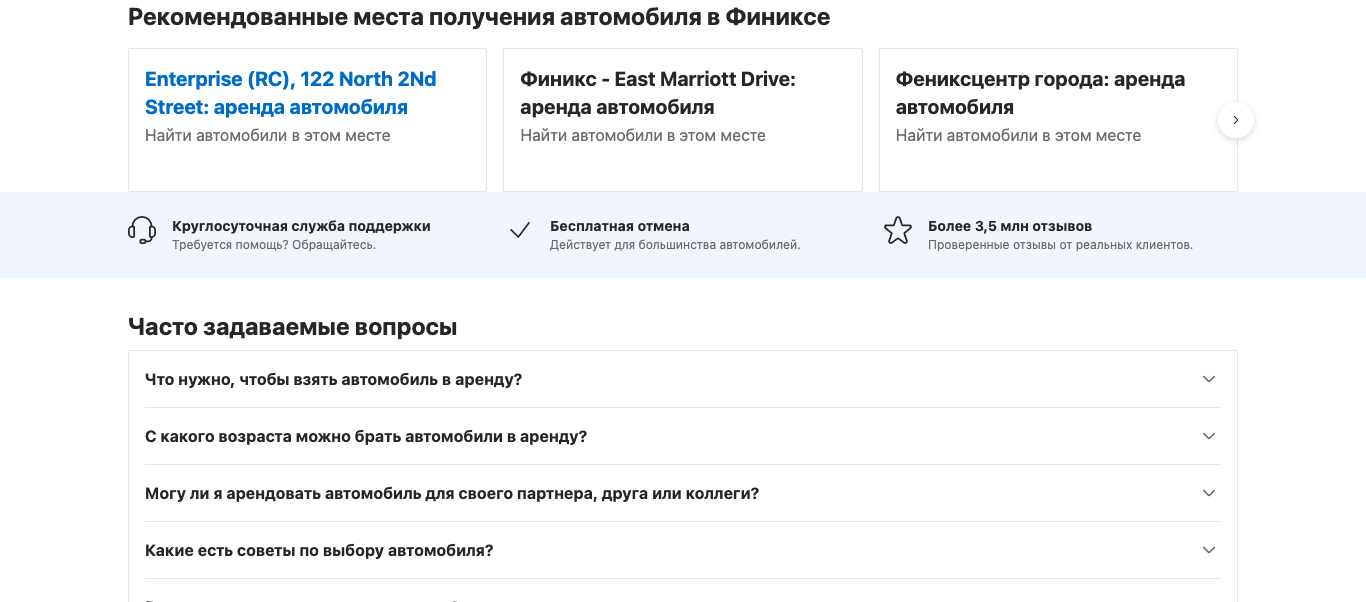 Рекомендованные места получения автомобиля в Финиксе
Enterprise (RC), 122 North 2Nd
Street: аренда автомобиля
Найти автомобили в этом месте
Финикс - East Marriott Drive:
аренда автомобиля
Найти автомобили в этом месте
Фениксцентр города: аренда
автомобиля
Найти автомобили в этом месте
Круглосуточная служба поддержки
Требуется помощь? Обращайтесь.
Бесплатная отмена
Действует для большинства автомобилей.
Более 3,5 млн отзывов
Проверенные отзывы от реальных клиентов.
Часто задаваемые вопросы
Что нужно, чтобы взять автомобиль в аренду?
С какого возраста можно брать автомобили в аренду?
Могу ли я арендовать автомобиль для своего партнера, друга или коллеги?
Какие есть советы по выбору автомобиля?